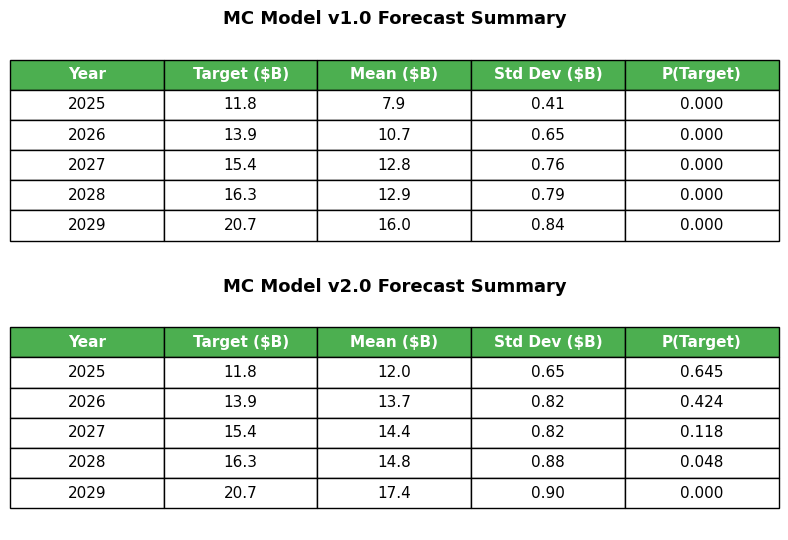 MC Model v1.0 Forecast Summary
Year Target ($B) Mean ($B) Std Dev ($B) P(Target)
2025 11.8 7.9 0.41 0.000
2026 13.9 10.7 0.65 0.000
2027 15.4 12.8 0.76 0.000
2028 16.3 12.9 0.79 0.000
2029 20.7 16.0 0.84 0.000
MC Model v2.0 Forecast Summary
Year Target ($B) Mean ($B) Std Dev ($B) P(Target)
2025 11.8 12.0 0.65 0.645
2026 13.9 13.7 0.82 0.424
2027 15.4 14.4 0.82 0.118
2028 16.3 14.8 0.88 0.048
2029 20.7 17.4 0.90 0.000